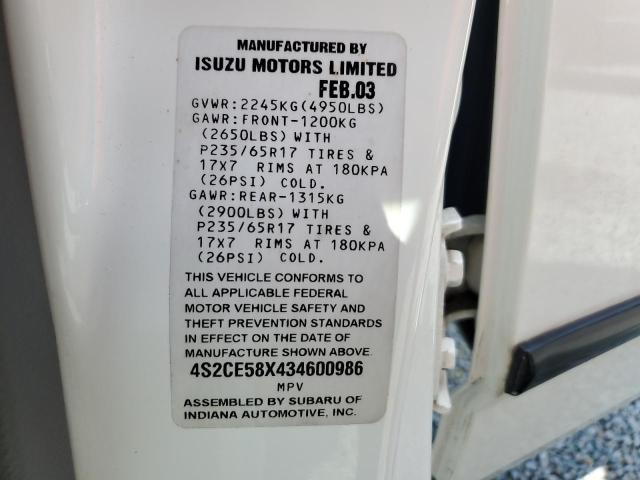 MANUFACTURED BY
ISUZU MOTORS LIMITED
FEB.03
GVWR:2245KG(4950LBS)
GAWR:FRONT-1200KG
(2650LBS) WITH
P235/65R17 TIRES &
17X7 RIMS AT 180KPA
(26PSI) COLD.
GAWR:REAR-1315KG
(2900LBS) WITH
P235/65R17 TIRES &
17X7 RIMS AT 180KPA
(26PSI) COLD.
THIS VEHICLE CONFORMS TO
ALL APPLICABLE FEDERAL
MOTOR VEHICLE SAFETY AND
THEFT PREVENTION STANDARDS
IN EFFECT ON THE DATE OF
MANUFACTURE SHOWN ABOVE.
4S2CE58X434600986
MPV
ASSEMBLED BY SUBARU OF
INDIANA AUTOMOTIVE, INC.